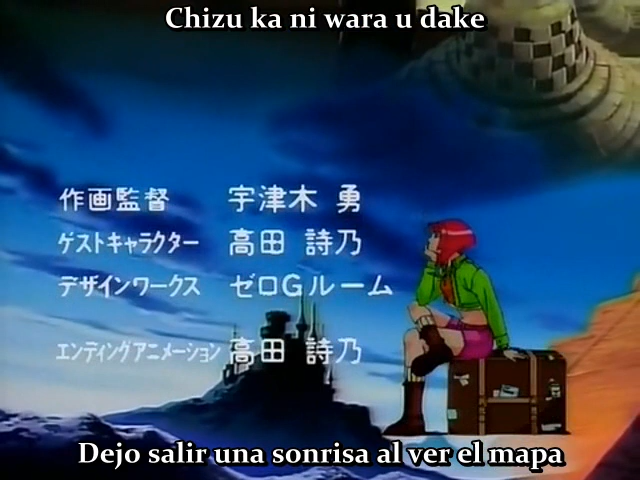 Chizu ka ni wara u dake
作画監督 宇津木 勇
ゲストキャラクター 高田 詩乃
デザインワークス ゼロGルーム
エンディングアニメーション 高田 詩乃
Dejo salir una sonrisa al ver el mapa